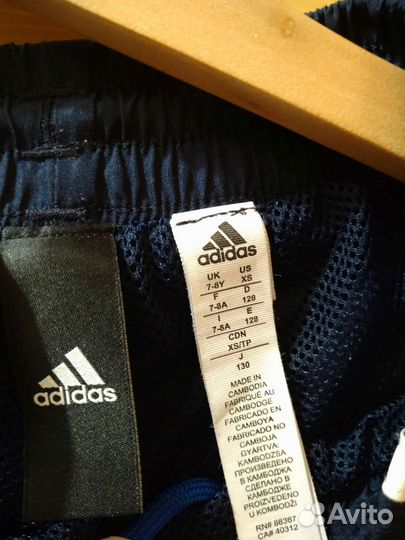 adidas
adidas
UK US
7-8Y XS
F D
7-8A 128
I E
7-8A 128
CDN
XS/TP
J
130
MADE IN
CAMBODIA
FABRIQUÉ AU
CAMBODGE
FABRICADO EN
CAMBOYA
FABRICADO NO
CAMBOJA
GYÁRTVA
KAMBODZSA
ПРОИЗВЕДЕНО
В КАМБОДЖА
СДЕЛАНО В
КАМБОДЖЕ
PROIZVEDENO
U KOMBODŽI
RN# 88387
CA# 40312
Avito